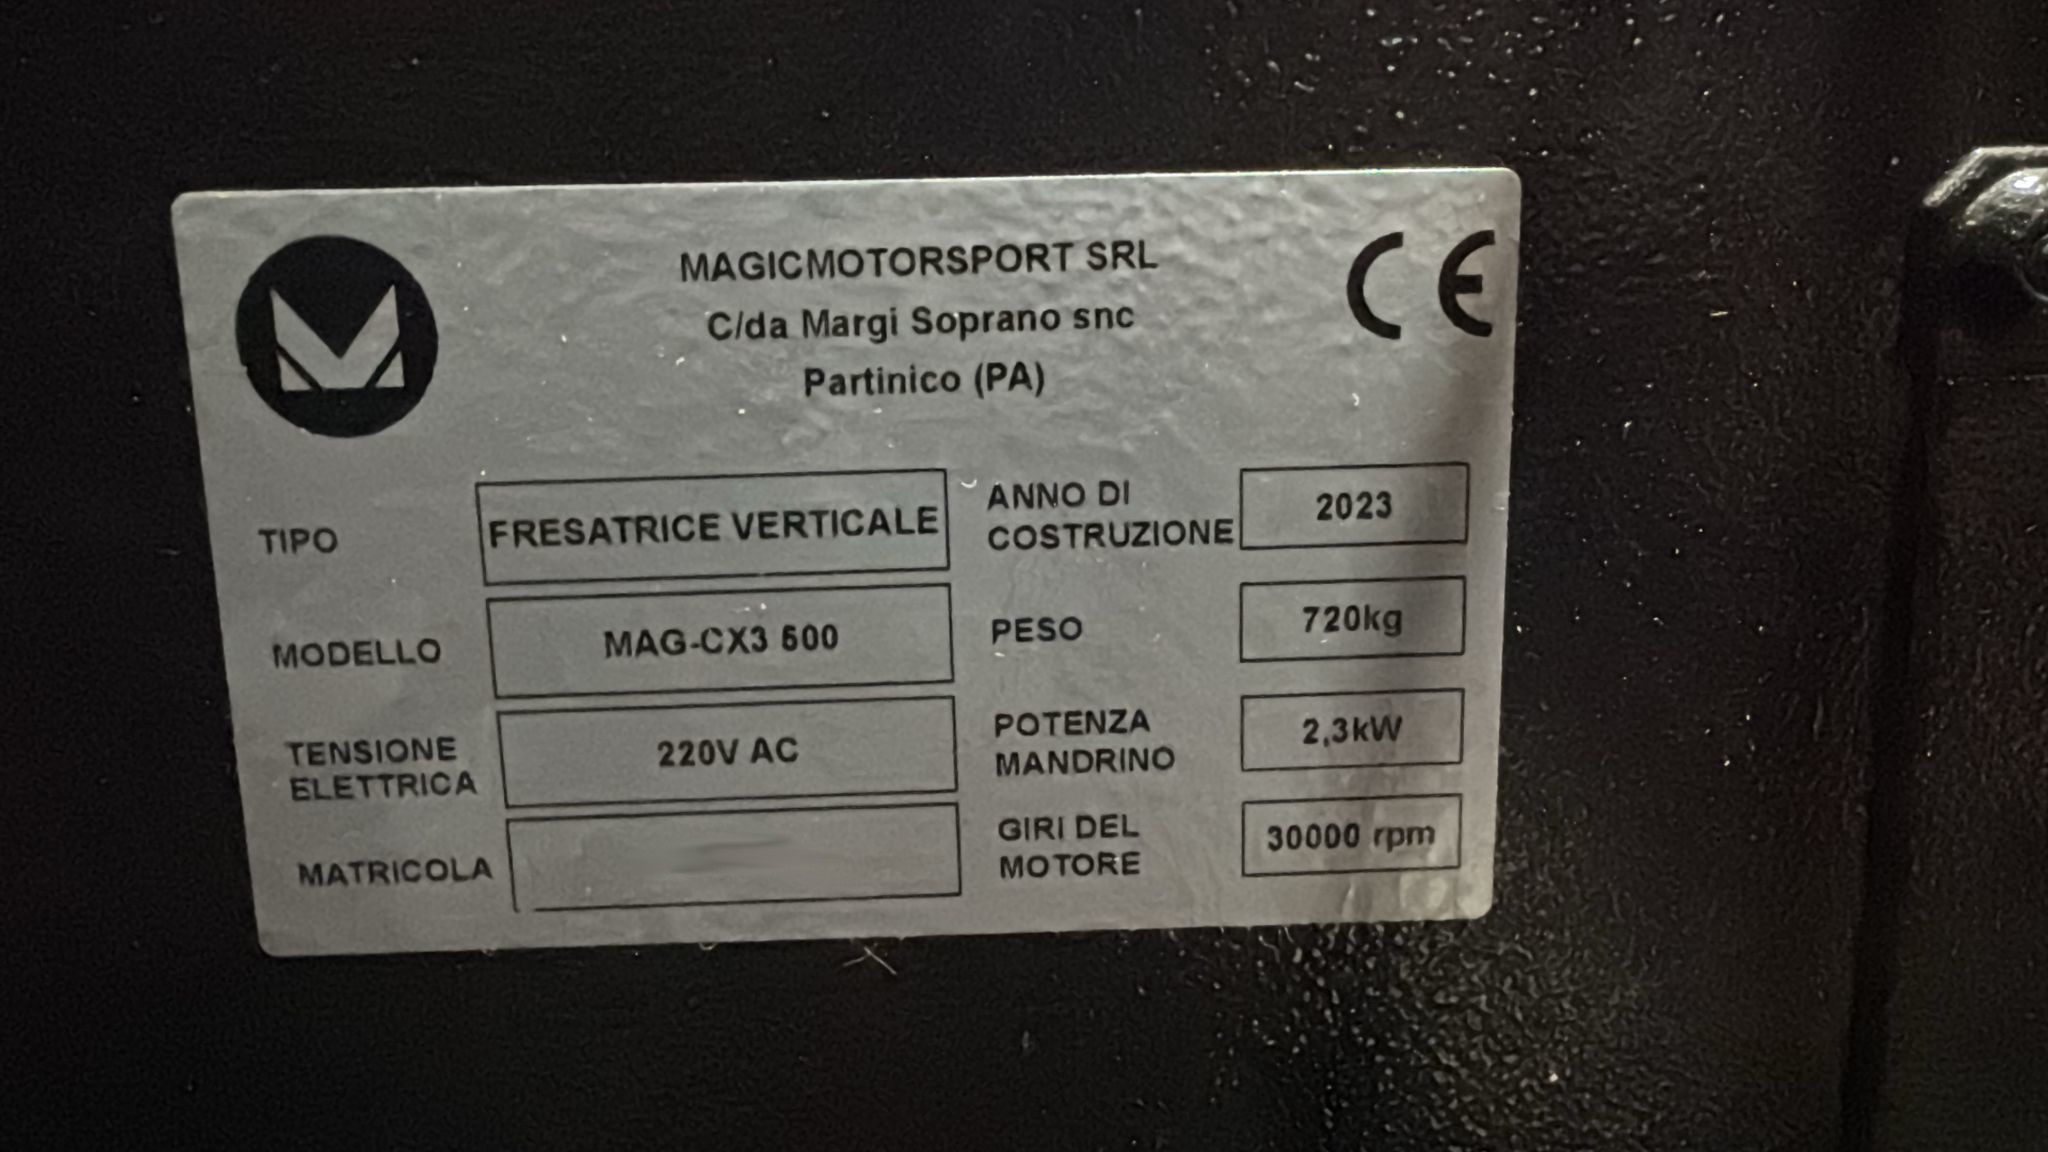 MAGICMOTORSPORT SRL
C/da Margi Soprano snc
Partinico (PA)
CE
TIPO
FRESATRICE VERTICALE
MODELLO
MAG-CX3 600
TENSIONE
ELETTRICA
220V AC
MATRICOLA
ANNO DI
COSTRUZIONE
2023
PESO
720kg
POTENZA
MANDRINO
2,3kW
GIRI DEL
MOTORE
30000 rpm